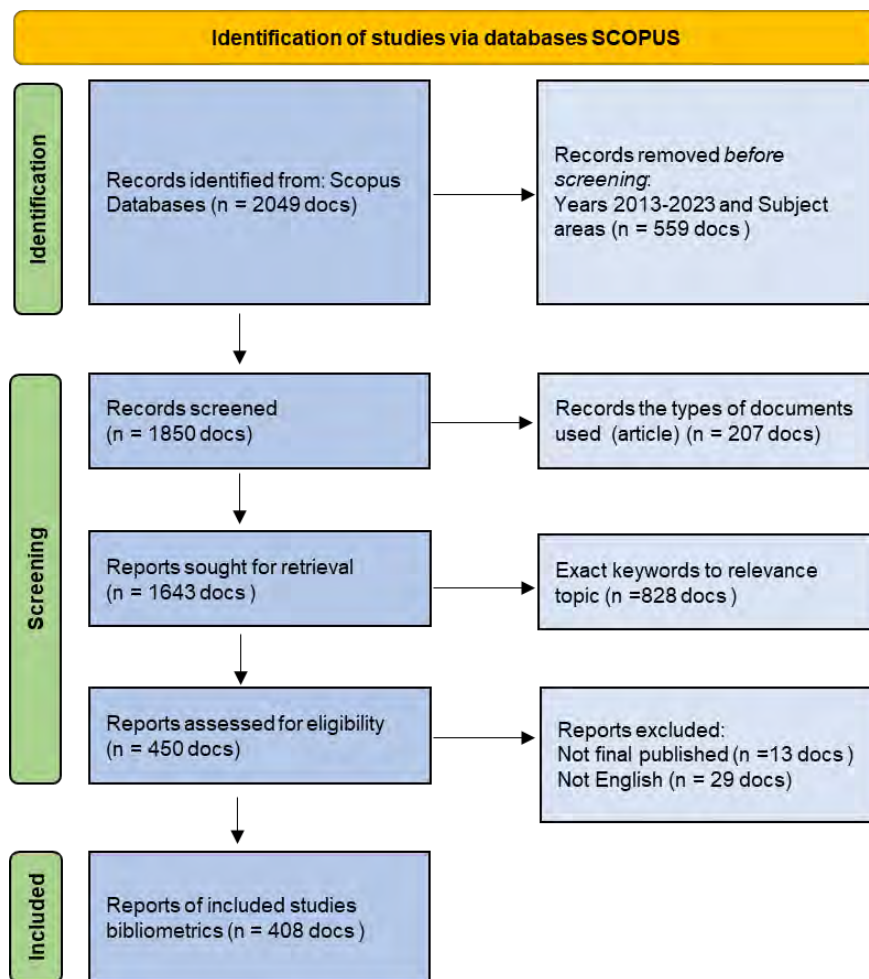 Identification of studies via databases SCOPUS
Identification
Records identified from: Scopus
Databases (n = 2049 docs)
Records removed before
screening:
Years 2013-2023 and Subject
areas (n = 559 docs )
Screening
Records screened
(n = 1850 docs)
Records the types of documents
used (article) (n = 207 docs)
Reports sought for retrieval
(n = 1643 docs )
Exact keywords to relevance
topic (n =828 docs )
Reports assessed for eligibility
(n = 450 docs)
Reports excluded:
Not final published (n =13 docs )
Not English (n = 29 docs)
Included
Reports of included studies
bibliometrics (n = 408 docs )